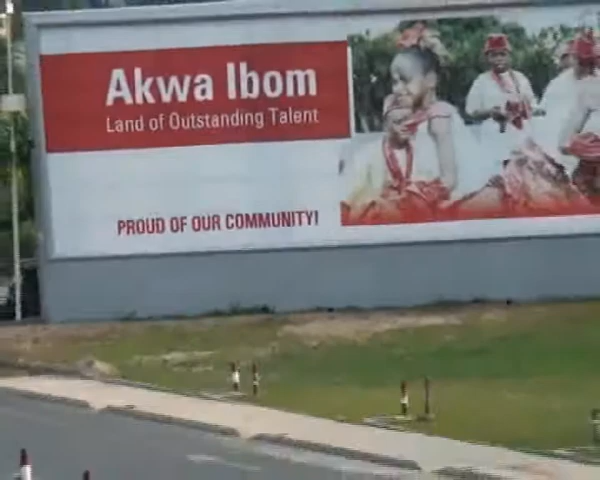 Akwa Ibom
Land of Outstanding Talent
PROUD OF OUR COMMUNITY!